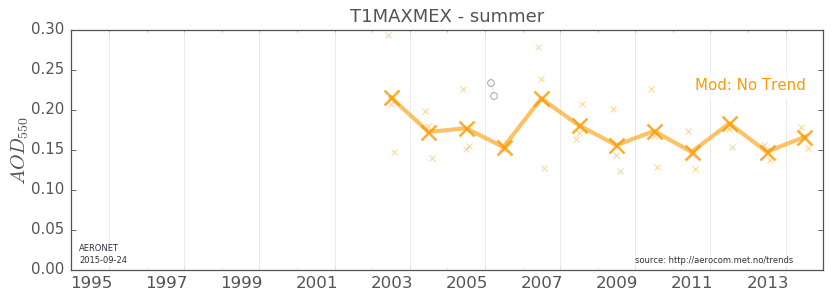 T1MAXMEX - summer
0.30
0.25
0.20
0.15
0.10
0.05
0.00
AOD550
Mod: No Trend
AERONET
2015-09-24
source: http://aerocom.met.no/trends
1995 1997 1999 2001 2003 2005 2007 2009 2011 2013